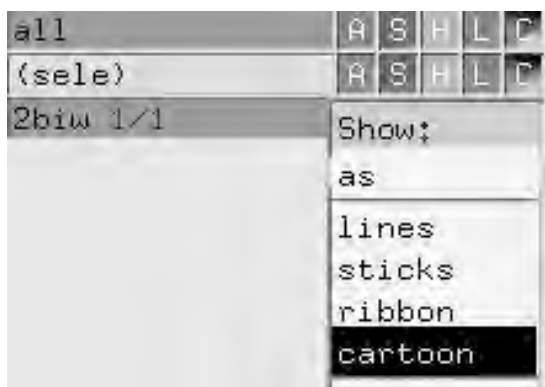 all A S H L C
(sele) A S H L C
2biw 1/1
Show:
as
lines
sticks
ribbon
cartoon